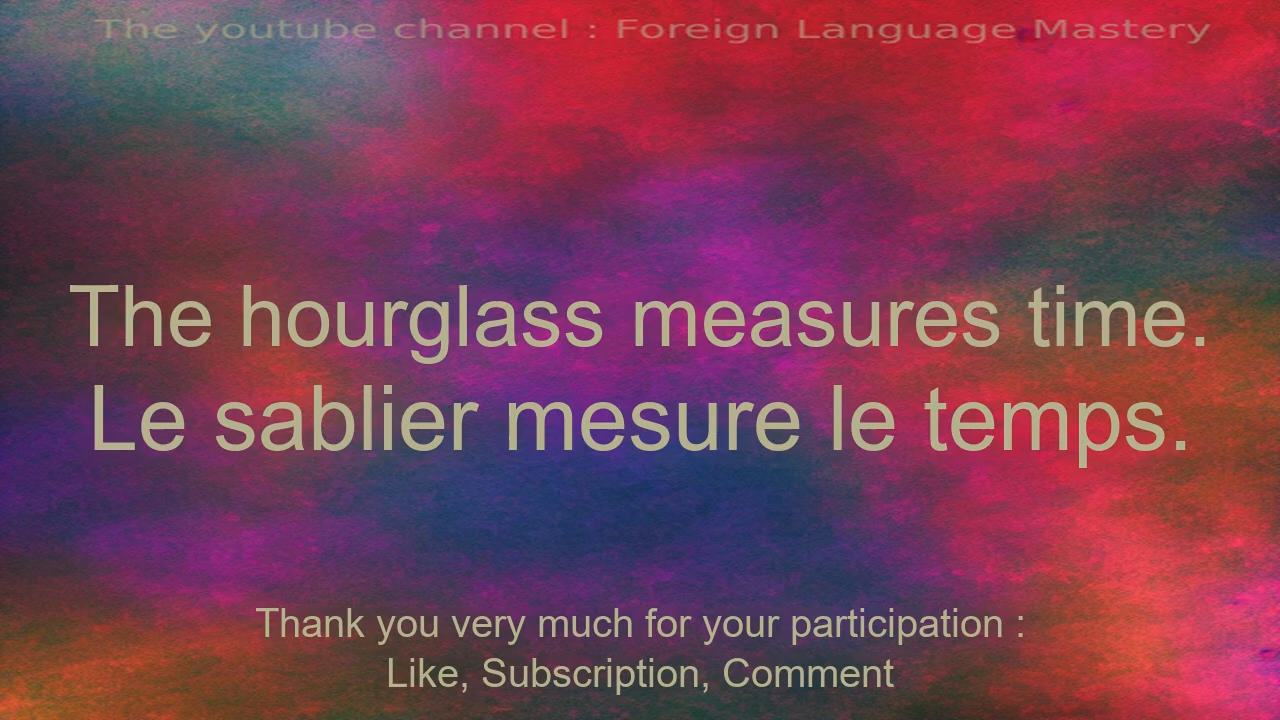 The youtube channel : Foreign Language Mastery
The hourglass measures time.
Le sablier mesure le temps.
Thank you very much for your participation :
Like, Subscription, Comment